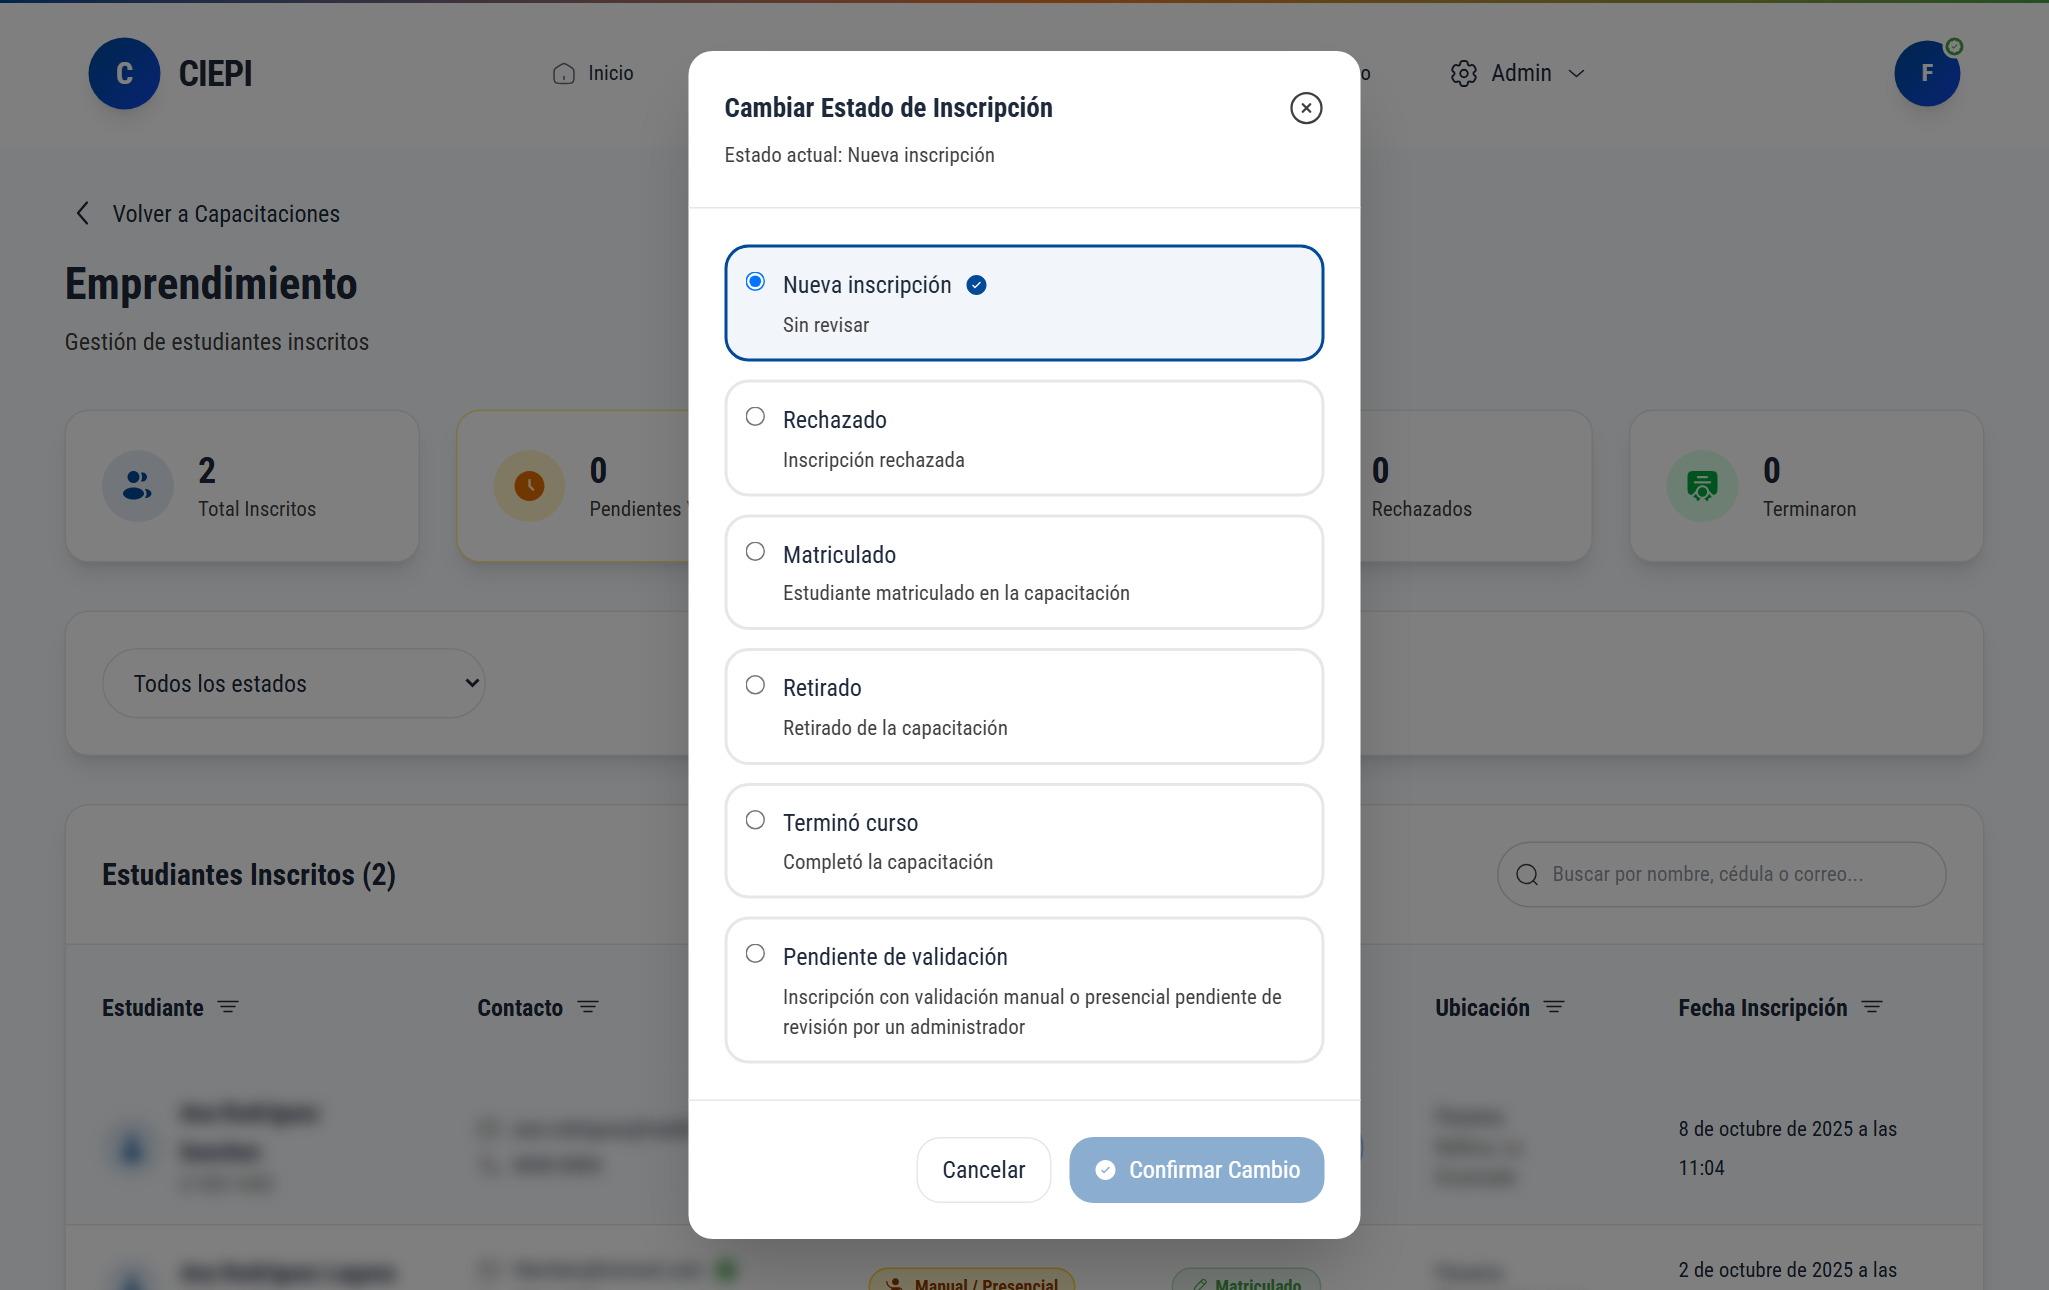 C CIEPI
Inicio
o
Admin
F
Volver a Capacitaciones
Emprendimiento
Gestión de estudiantes inscritos
2
Total Inscritos
0
Pendientes
0
Rechazados
0
Terminaron
Todos los estados
Estudiantes Inscritos (2)
Buscar por nombre, cédula o correo...
Estudiante
Contacto
Ubicación
Fecha Inscripción
8 de octubre de 2025 a las
11:04
Manual / Presencial
Matriculado
2 de octubre de 2025 a las
Cambiar Estado de Inscripción
Estado actual: Nueva inscripción
Nueva inscripción
Sin revisar
Rechazado
Inscripción rechazada
Matriculado
Estudiante matriculado en la capacitación
Retirado
Retirado de la capacitación
Terminó curso
Completó la capacitación
Pendiente de validación
Inscripción con validación manual o presencial pendiente de
revisión por un administrador
Cancelar
Confirmar Cambio